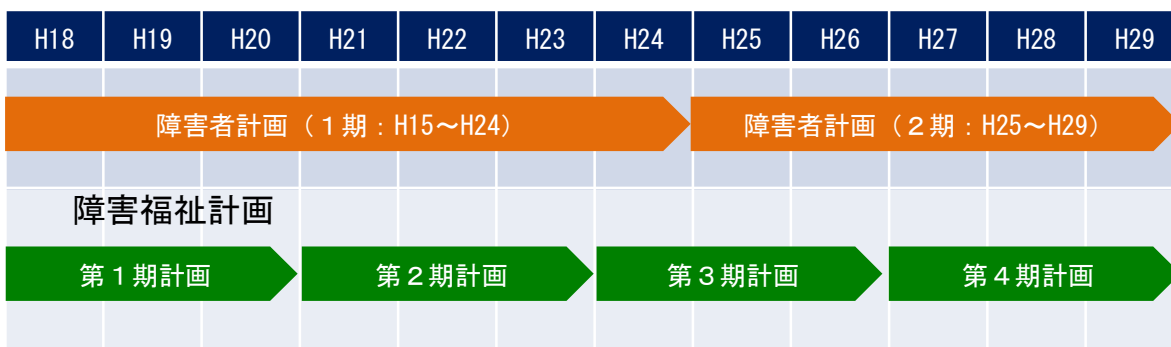 H18 H19 H20 H21 H22 H23 H24 H25 H26 H27 H28 H29
障害者計画（１期：H15～H24） 障害者計画（２期：H25～H29）
障害福祉計画
第１期計画 第２期計画 第３期計画 第４期計画